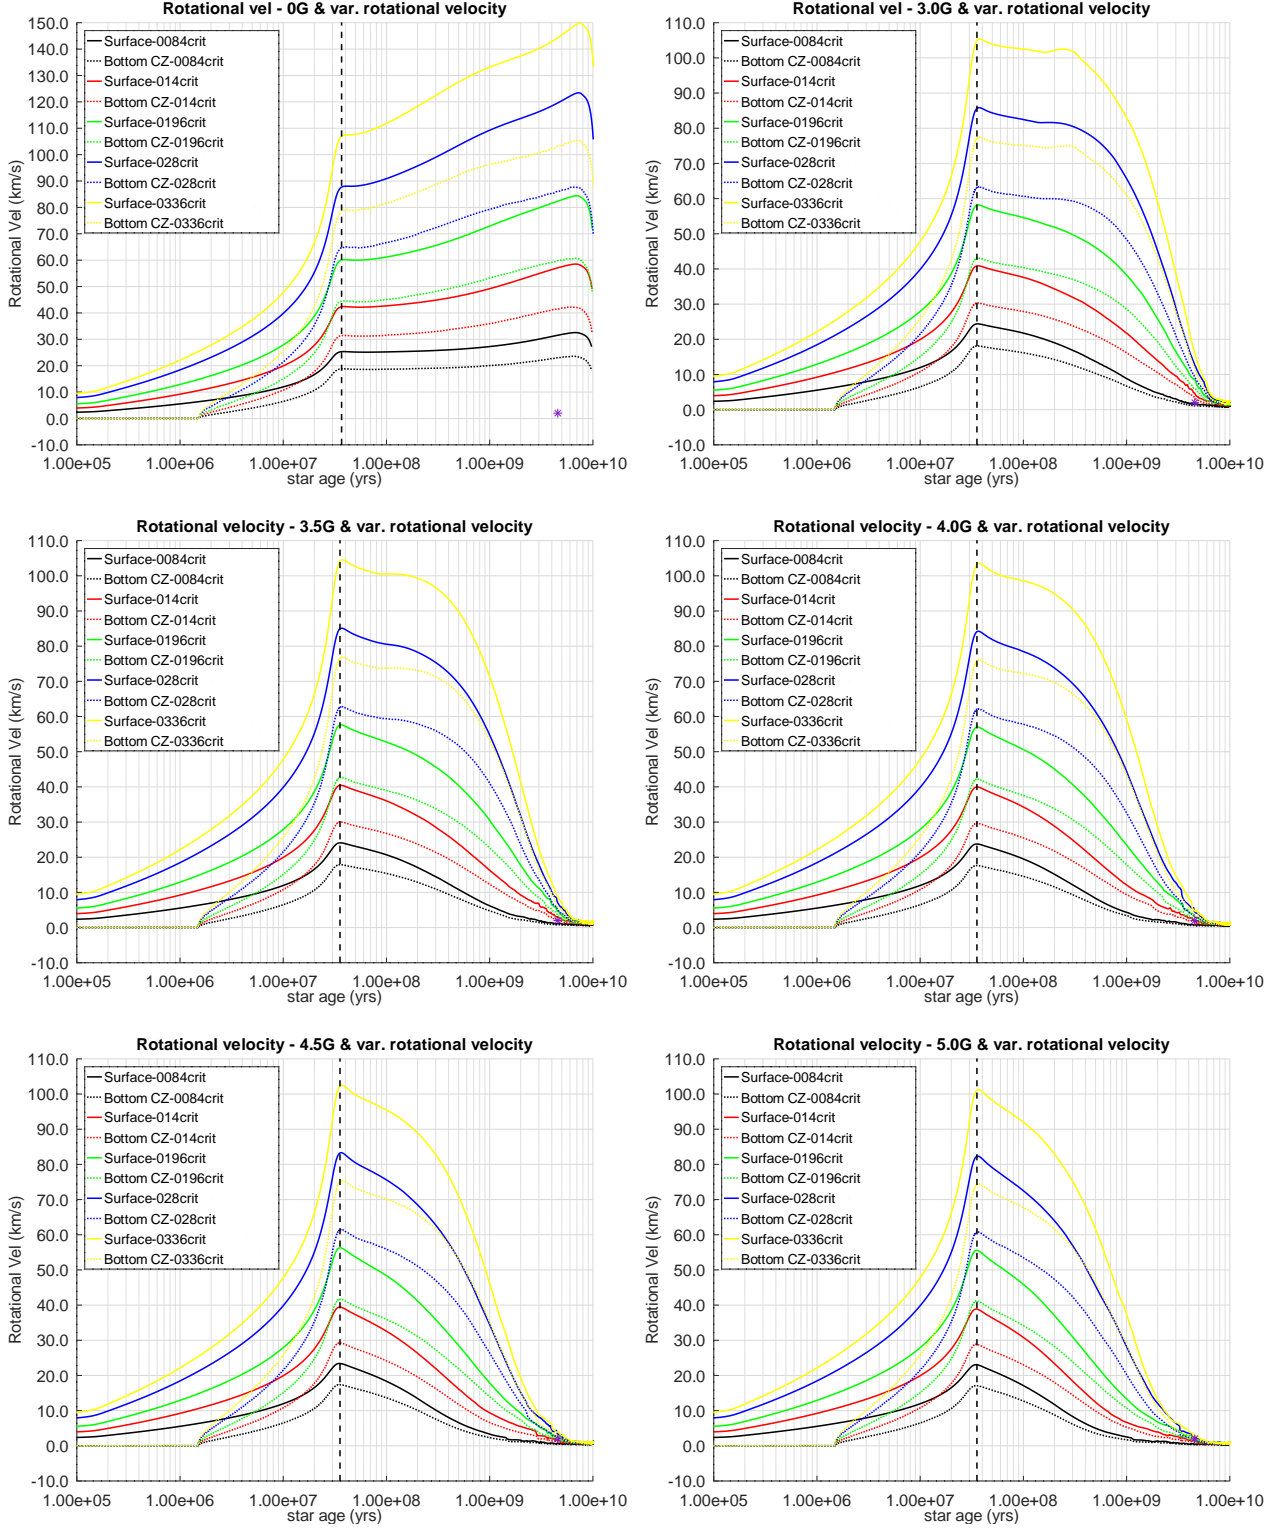 Rotational vel - 0G & var. rotational velocity
150.0
140.0
130.0
120.0
110.0
100.0
90.0
80.0
70.0
60.0
50.0
40.0
30.0
20.0
10.0
0.0
-10.0
Rotational Vel (km/s)
Surface-0084crit
Bottom CZ-0084crit
Surface-014crit
Bottom CZ-014crit
Surface-0196crit
Bottom CZ-0196crit
Surface-028crit
Bottom CZ-028crit
Surface-0336crit
Bottom CZ-0336crit
1.00e+05 1.00e+06 1.00e+07 1.00e+08 1.00e+09 1.00e+10
star age (yrs)
Rotational vel - 3.0G & var. rotational velocity
110.0
100.0
90.0
80.0
70.0
60.0
50.0
40.0
30.0
20.0
10.0
0.0
-10.0
Rotational Vel (km/s)
Surface-0084crit
Bottom CZ-0084crit
Surface-014crit
Bottom CZ-014crit
Surface-0196crit
Bottom CZ-0196crit
Surface-028crit
Bottom CZ-028crit
Surface-0336crit
Bottom CZ-0336crit
1.00e+05 1.00e+06 1.00e+07 1.00e+08 1.00e+09 1.00e+10
star age (yrs)
Rotational velocity - 3.5G & var. rotational velocity
110.0
100.0
90.0
80.0
70.0
60.0
50.0
40.0
30.0
20.0
10.0
0.0
-10.0
Rotational Vel (km/s)
Surface-0084crit
Bottom CZ-0084crit
Surface-014crit
Bottom CZ-014crit
Surface-0196crit
Bottom CZ-0196crit
Surface-028crit
Bottom CZ-028crit
Surface-0336crit
Bottom CZ-0336crit
1.00e+05 1.00e+06 1.00e+07 1.00e+08 1.00e+09 1.00e+10
star age (yrs)
Rotational velocity - 4.0G & var. rotational velocity
110.0
100.0
90.0
80.0
70.0
60.0
50.0
40.0
30.0
20.0
10.0
0.0
-10.0
Rotational Vel (km/s)
Surface-0084crit
Bottom CZ-0084crit
Surface-014crit
Bottom CZ-014crit
Surface-0196crit
Bottom CZ-0196crit
Surface-028crit
Bottom CZ-028crit
Surface-0336crit
Bottom CZ-0336crit
1.00e+05 1.00e+06 1.00e+07 1.00e+08 1.00e+09 1.00e+10
star age (yrs)
Rotational velocity - 4.5G & var. rotational velocity
110.0
100.0
90.0
80.0
70.0
60.0
50.0
40.0
30.0
20.0
10.0
0.0
-10.0
Rotational Vel (km/s)
Surface-0084crit
Bottom CZ-0084crit
Surface-014crit
Bottom CZ-014crit
Surface-0196crit
Bottom CZ-0196crit
Surface-028crit
Bottom CZ-028crit
Surface-0336crit
Bottom CZ-0336crit
1.00e+05 1.00e+06 1.00e+07 1.00e+08 1.00e+09 1.00e+10
star age (yrs)
Rotational velocity - 5.0G & var. rotational velocity
110.0
100.0
90.0
80.0
70.0
60.0
50.0
40.0
30.0
20.0
10.0
0.0
-10.0
Rotational Vel (km/s)
Surface-0084crit
Bottom CZ-0084crit
Surface-014crit
Bottom CZ-014crit
Surface-0196crit
Bottom CZ-0196crit
Surface-028crit
Bottom CZ-028crit
Surface-0336crit
Bottom CZ-0336crit
1.00e+05 1.00e+06 1.00e+07 1.00e+08 1.00e+09 1.00e+10
star age (yrs)